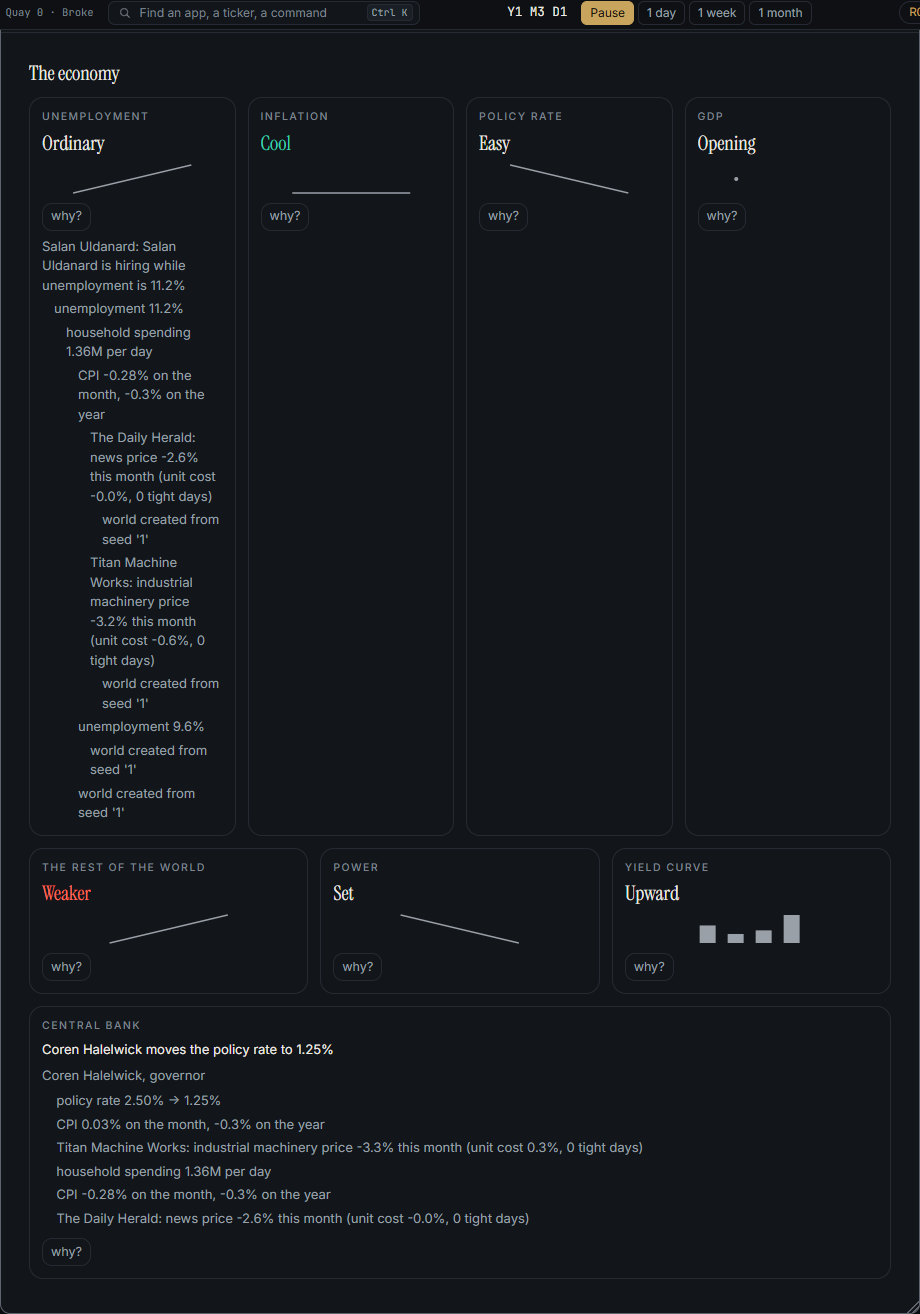 Quay 0 · Broke
Find an app, a ticker, a command
Ctrl K
Y1 M3 D1
Pause
1 day
1 week
1 month
The economy
UNEMPLOYMENT
Ordinary
why?
Salan Uldanard: Salan
Uldanard is hiring while
unemployment is 11.2%
unemployment 11.2%
household spending
1.36M per day
CPI -0.28% on the
month, -0.3% on the
year
The Daily Herald:
news price -2.6%
this month (unit cost
-0.0%, 0 tight days)
world created from
seed '1'
Titan Machine
Works: industrial
machinery price
-3.2% this month
(unit cost -0.6%, 0
tight days)
world created from
seed '1'
unemployment 9.6%
world created from
seed '1'
world created from
seed '1'
INFLATION
Cool
why?
POLICY RATE
Easy
why?
GDP
Opening
why?
THE REST OF THE WORLD
Weaker
why?
POWER
Set
why?
YIELD CURVE
Upward
why?
CENTRAL BANK
Coren Halelwick moves the policy rate to 1.25%
Coren Halelwick, governor
policy rate 2.50% → 1.25%
CPI 0.03% on the month, -0.3% on the year
Titan Machine Works: industrial machinery price -3.3% this month (unit cost 0.3%, 0 tight days)
household spending 1.36M per day
CPI -0.28% on the month, -0.3% on the year
The Daily Herald: news price -2.6% this month (unit cost -0.0%, 0 tight days)
why?